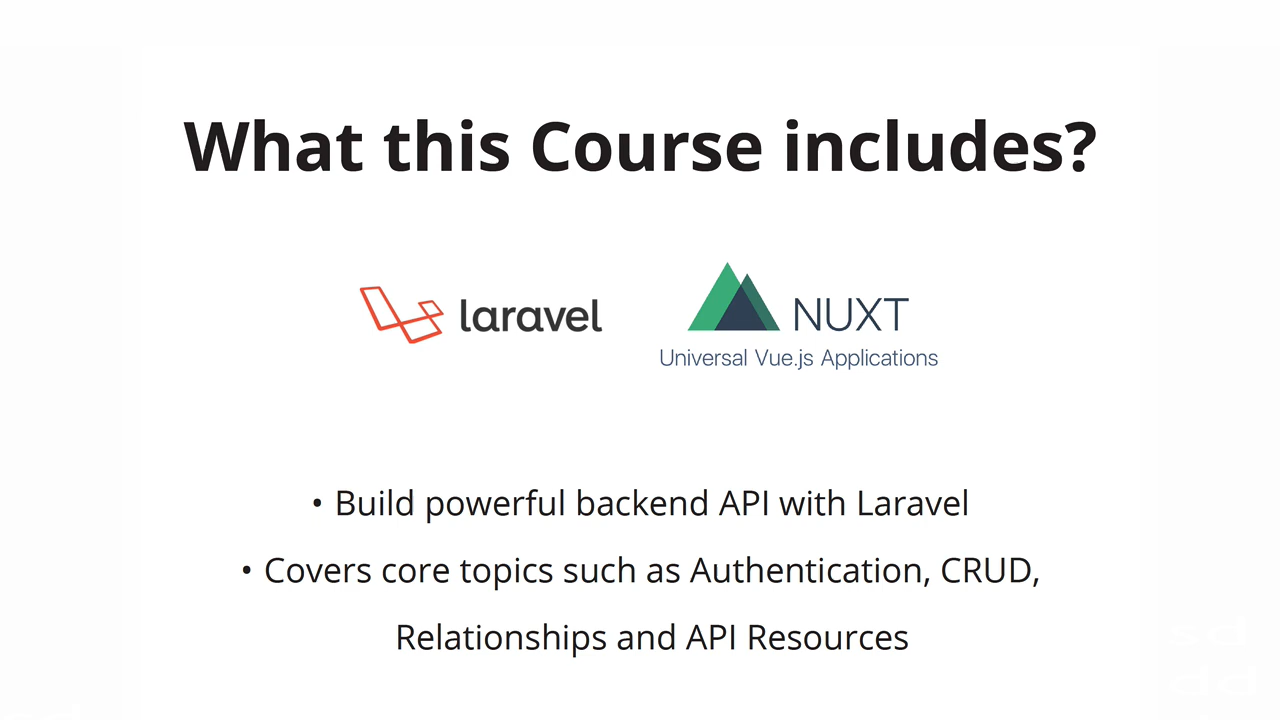 What this Course includes?
laravel
NUXT
Universal Vue.js Applications
• Build powerful backend API with Laravel
• Covers core topics such as Authentication, CRUD,
Relationships and API Resources